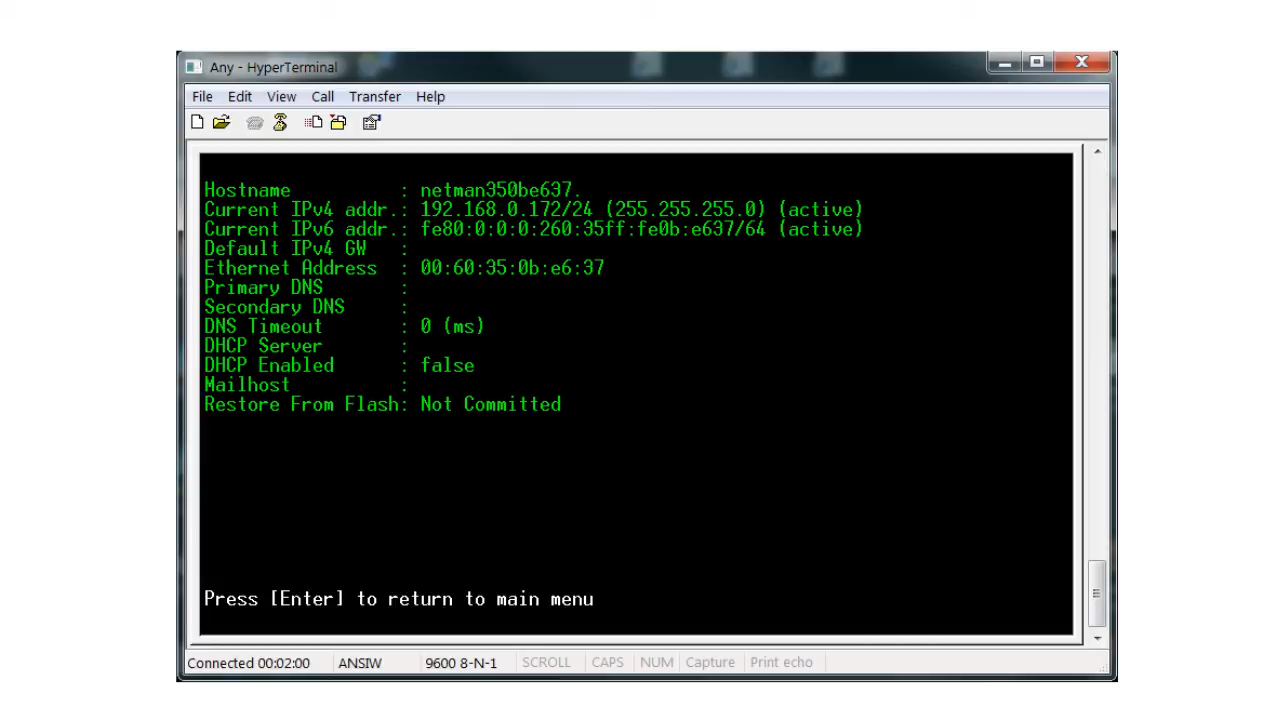 Any - HyperTerminal
File Edit View Call Transfer Help
Hostname : netman350be637.
Current IPv4 addr.: 192.168.0.172/24 (255.255.255.0) (active)
Current IPv6 addr.: fe80:0:0:0:260:35ff:fe0b:e637/64 (active)
Default IPv4 GW :
Ethernet Address : 00:60:35:0b:e6:37
Primary DNS :
Secondary DNS :
DNS Timeout : 0 (ms)
DHCP Server :
DHCP Enabled : false
Mailhost :
Restore From Flash: Not Committed
Press [Enter] to return to main menu
Connected 00:02:00 ANSIW 9600 8-N-1 SCROLL CAPS NUM Capture Print echo